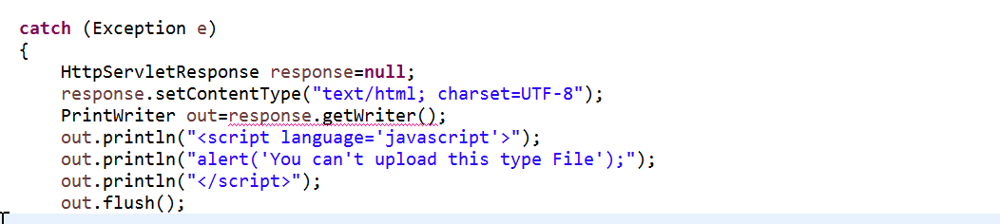 catch (Exception e)
{
HttpServletResponse response=null;
response.setContentType("text/html; charset=UTF-8");
PrintWriter out=response.getWriter();
out.println("<script language='javascript'>");
out.println("alert('You can't upload this type File');");
out.println("</script>");
out.flush();